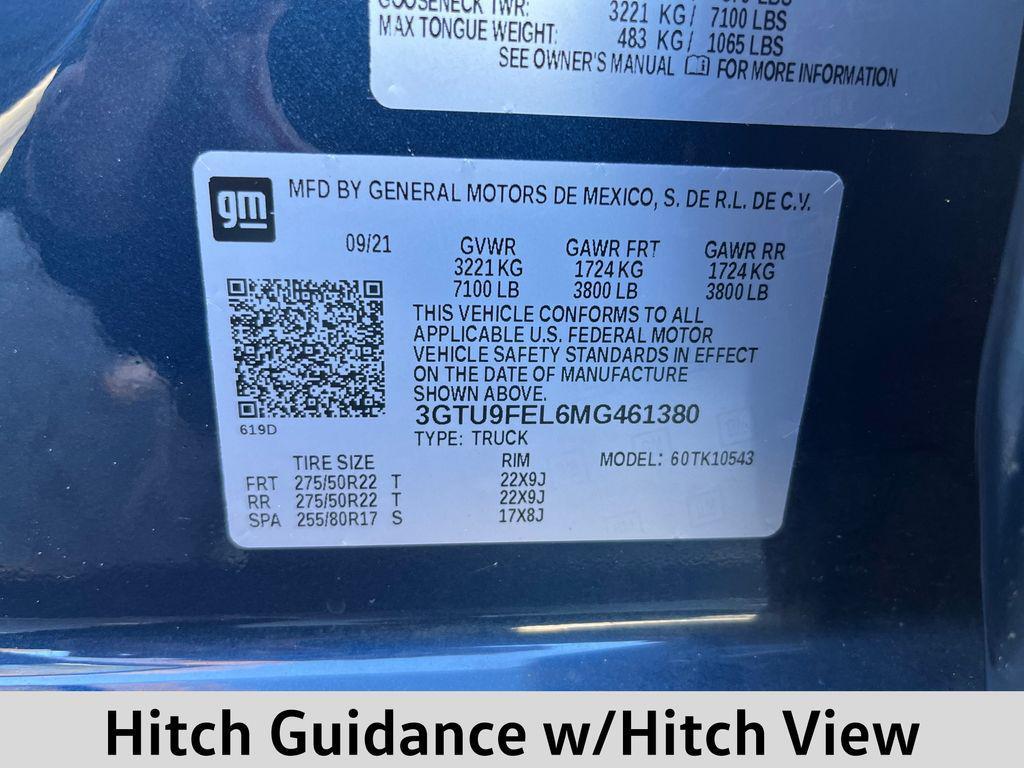 GOOSENECK TWR: 3221 KG/ 7100 LBS
MAX TONGUE WEIGHT: 483 KG/ 1065 LBS
SEE OWNER'S MANUAL FOR MORE INFORMATION
gm
MFD BY GENERAL MOTORS DE MEXICO, S. DE R.L. DE C.V.
09/21 GVWR GAWR FRT GAWR RR
3221 KG 1724 KG 1724 KG
7100 LB 3800 LB 3800 LB
THIS VEHICLE CONFORMS TO ALL
APPLICABLE U.S. FEDERAL MOTOR
VEHICLE SAFETY STANDARDS IN EFFECT
ON THE DATE OF MANUFACTURE
SHOWN ABOVE.
3GTU9FEL6MG461380
619D
TYPE: TRUCK
TIRE SIZE RIM MODEL: 60TK10543
FRT 275/50R22 T 22X9J
RR 275/50R22 T 22X9J
SPA 255/80R17 S 17X8J
Hitch Guidance w/Hitch View